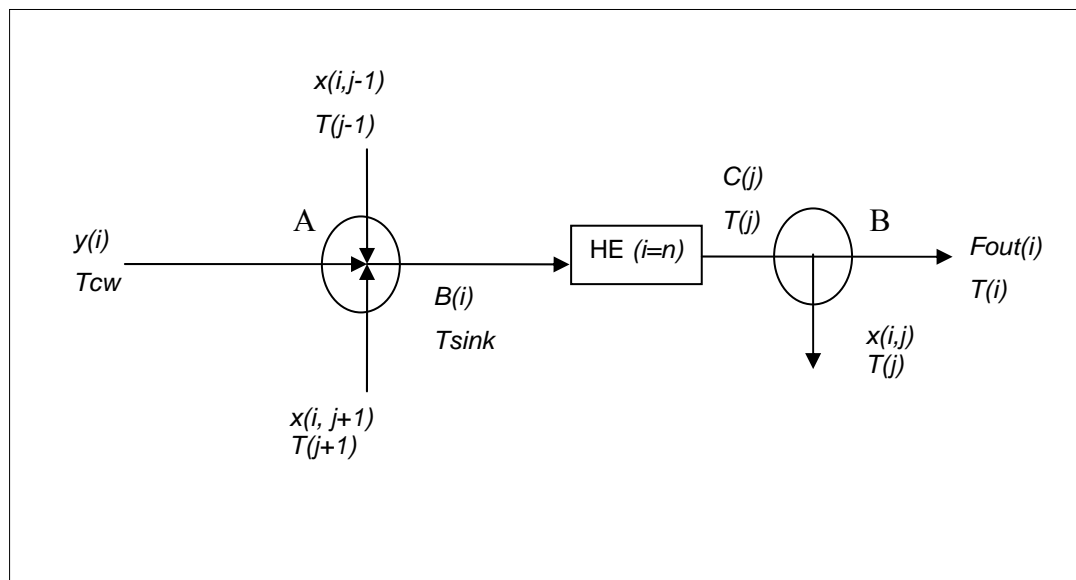 x(i,j-1)
T(j-1)
A
y(i)
Tcw
B(i)
Tsink
x(i, j+1)
T(j+1)
HE (i=n)
C(j)
T(j)
B
Fout(i)
T(i)
x(i,j)
T(j)